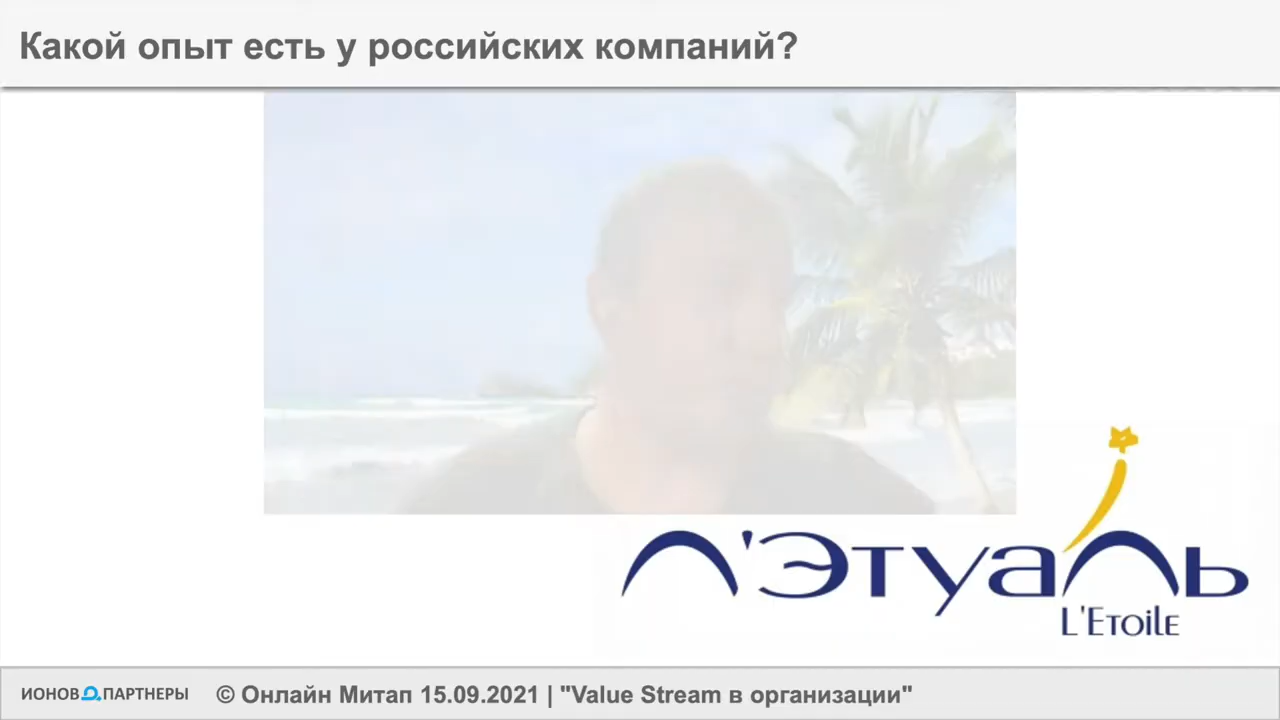 Какой опыт есть у российских компаний?
Л'Этуаль
L'Etoile
ИОНОВ ПАРТНЕРЫ © Онлайн Митап 15.09.2021 | "Value Stream в организации"